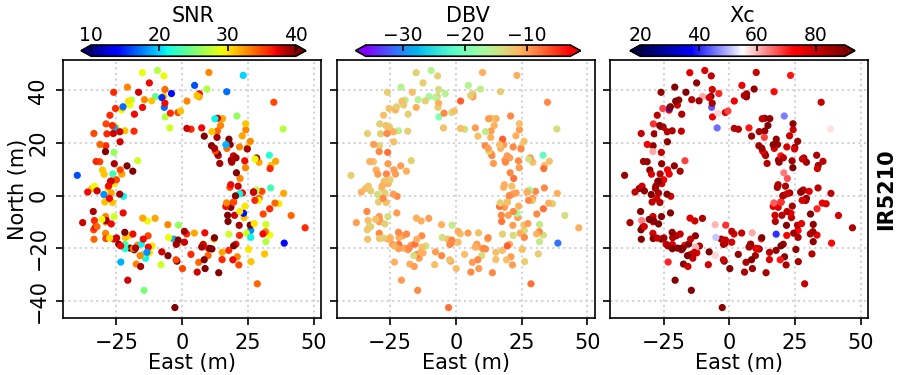 SNR DBV Xc
10 20 30 40 −30 −20 −10 20 40 60 80
North (m)
40
20
0
−20
−40
IR5210
−25 0 25 50 −25 0 25 50 −25 0 25 50
East (m) East (m) East (m)